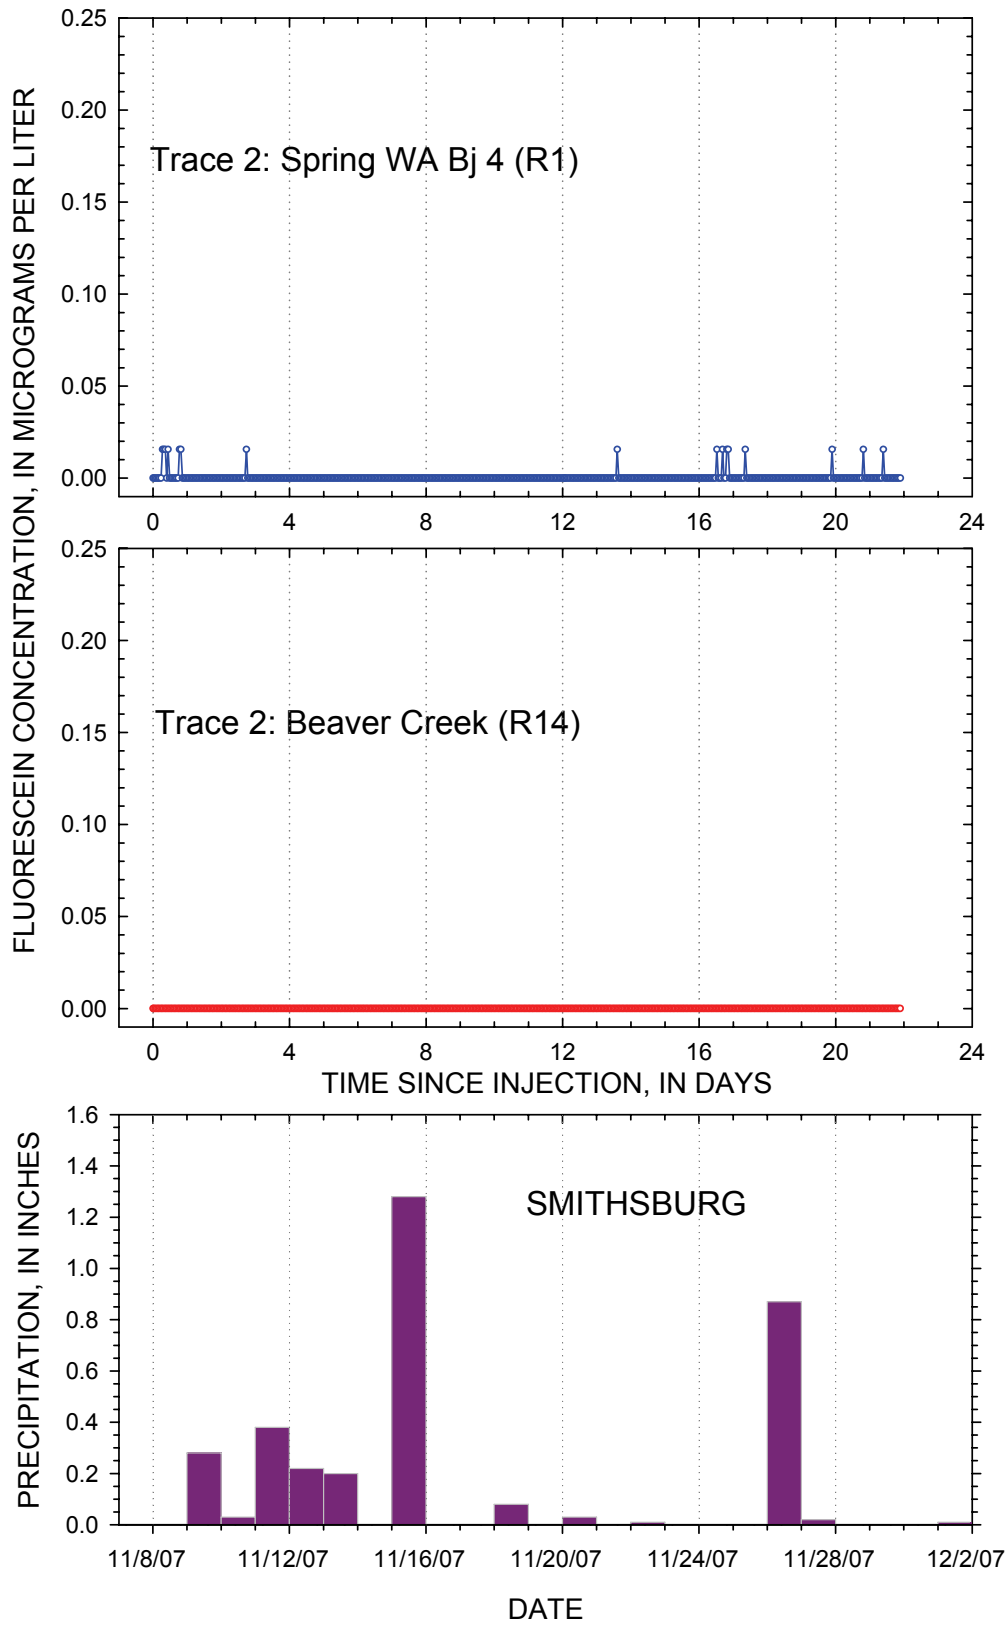 FLUORESCEIN CONCENTRATION, IN MICROGRAMS PER LITER
0.25
0.20
0.15
0.10
0.05
0.00
Trace 2: Spring WA Bj 4 (R1)
0 4 8 12 16 20 24
0.25
0.20
0.15
0.10
0.05
0.00
Trace 2: Beaver Creek (R14)
0 4 8 12 16 20 24
TIME SINCE INJECTION, IN DAYS
PRECIPITATION, IN INCHES
1.6
1.4
1.2
1.0
0.8
0.6
0.4
0.2
0.0
SMITHSBURG
11/8/07 11/12/07 11/16/07 11/20/07 11/24/07 11/28/07 12/2/07
DATE